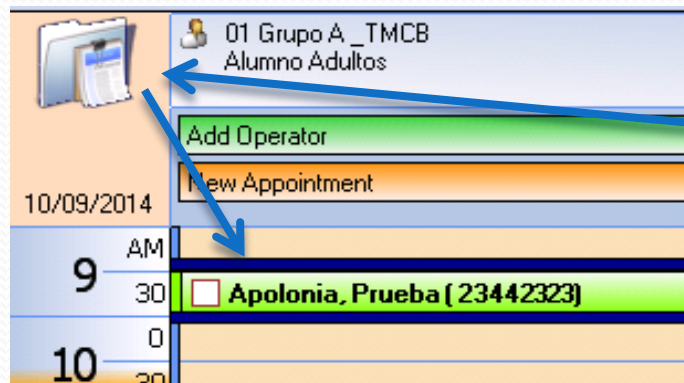 01 Grupo A _TMCB
Alumno Adultos
Add Operator
New Appointment
10/09/2014
AM
9
30
Apolonia, Prueba ( 23442323)
0
10
30